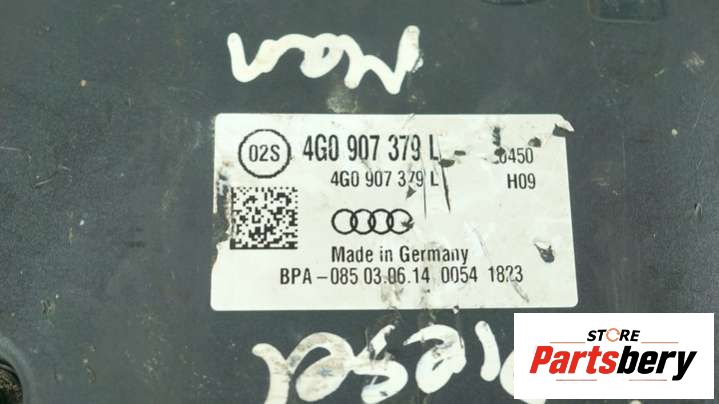 02S
4G0 907 379 L
0450
4G0 907 379 L
H09
Made in Germany
BPA-085 03.06.14 0054 1823
STORE
Partsbery